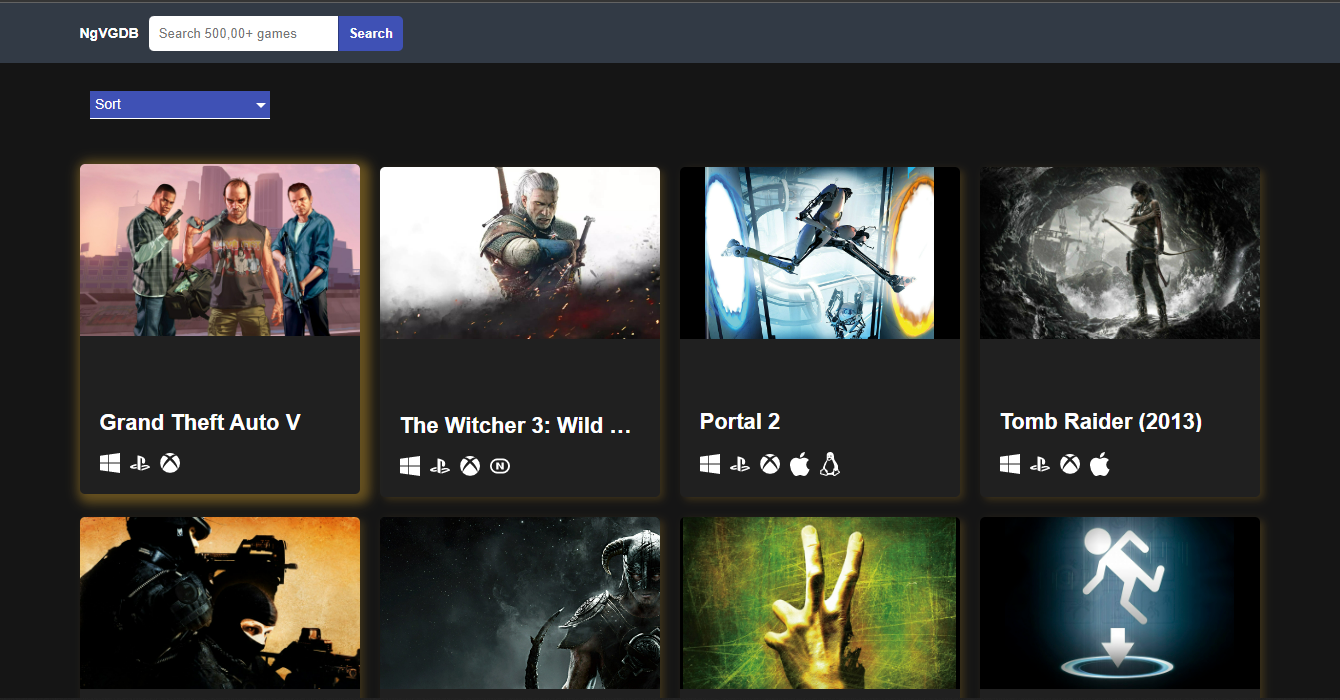 NgVGDB
Search 500,00+ games
Search
Sort
Grand Theft Auto V
The Witcher 3: Wild ...
Portal 2
Tomb Raider (2013)